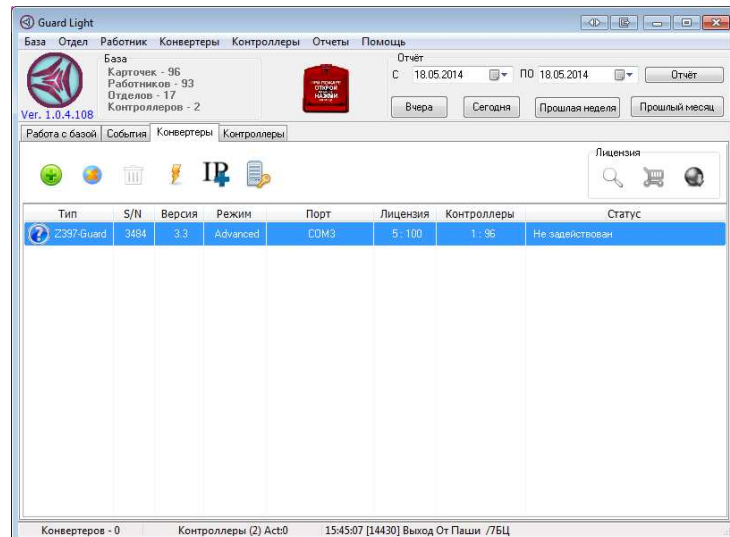 Guard Light
База Отдел Работник Конвертеры Контроллеры Отчеты Помощь
База
Карточек - 96
Работников - 93
Отделов - 17
Контроллеров - 2
Ver. 1.0.4.108
Отчёт
С 18.05.2014 ПО 18.05.2014 Отчёт
Вчера Сегодня Прошлая неделя Прошлый месяц
Работа с базой События Конвертеры Контроллеры
IP
Лицензия
Тип S/N Версия Режим Порт Лицензия Контроллеры Статус
Z397-Guard 3484 3.3 Advanced COM3 5 : 100 1 : 96 Не задействован
Конвертеров - 0 Контроллеры (2) Act:0 15:45:07 [14430] Выход От Паши /7БЦ